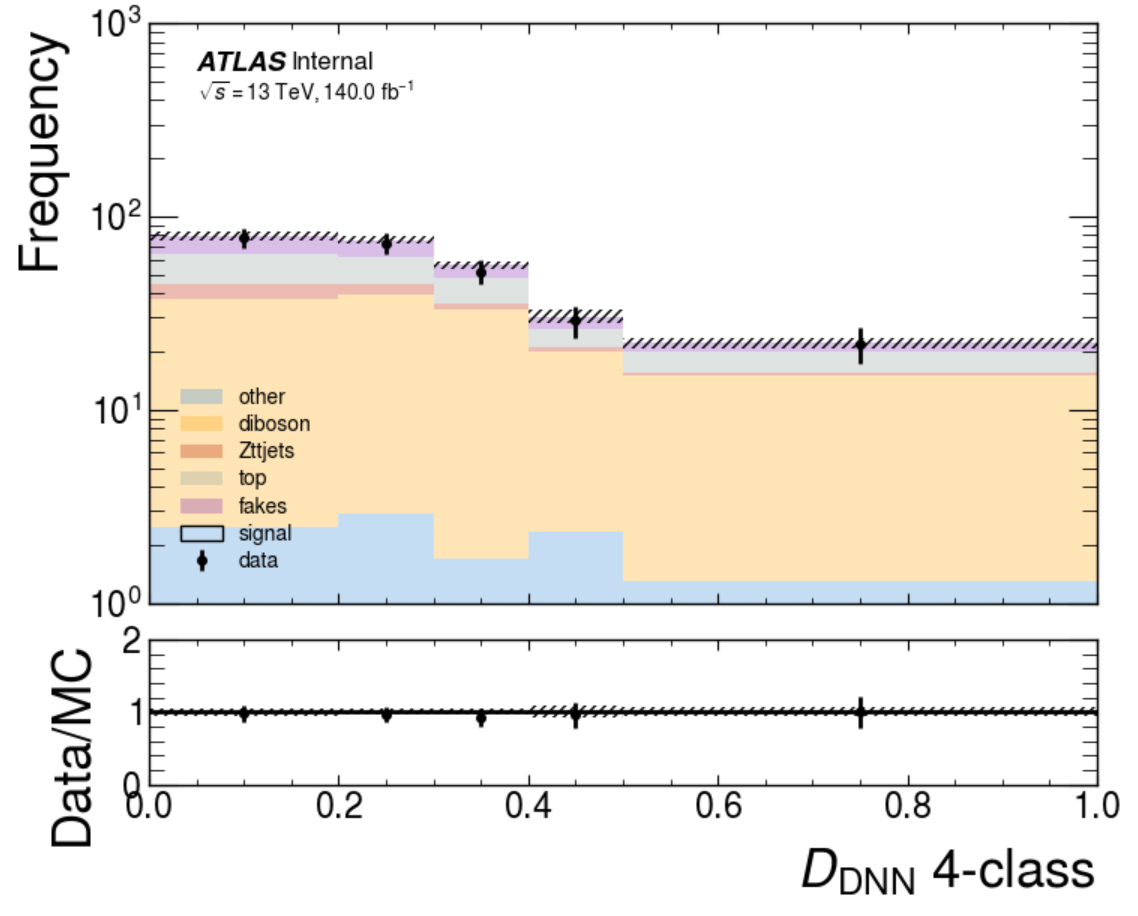 Frequency
10³
10²
10¹
10⁰
ATLAS Internal
√s = 13 TeV, 140.0 fb⁻¹
other
diboson
Zttjets
top
fakes
signal
data
Data/MC
2
1
0
0.0 0.2 0.4 0.6 0.8 1.0
D_DNN 4-class